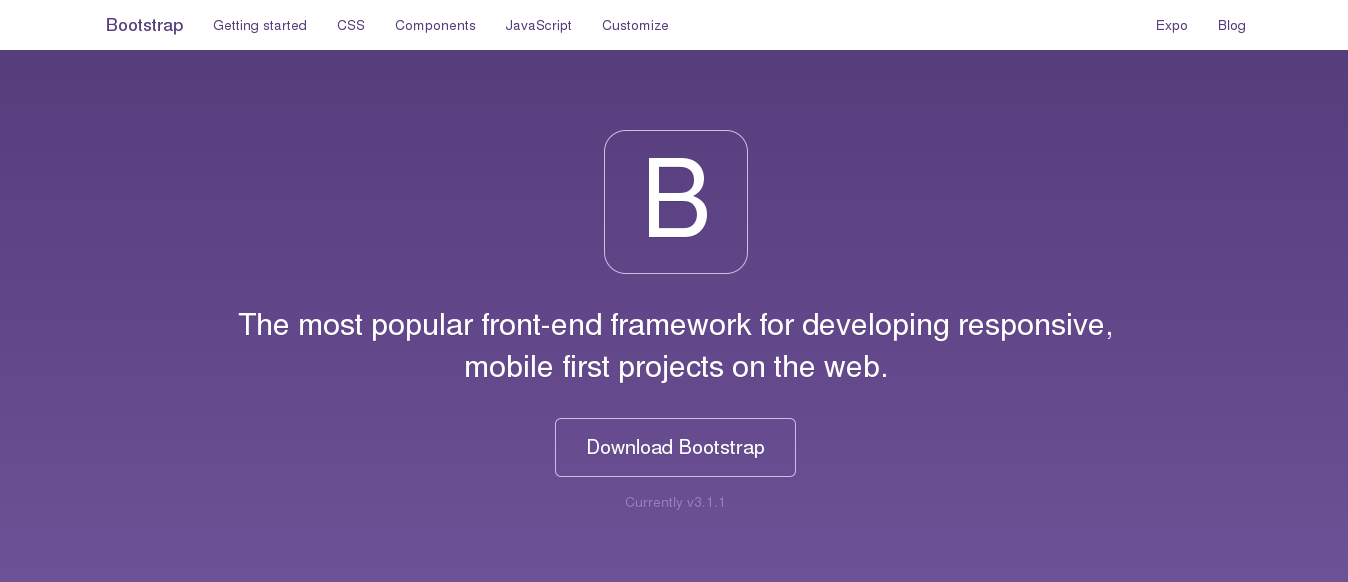 Bootstrap Getting started CSS Components JavaScript Customize Expo Blog
B
The most popular front-end framework for developing responsive,
mobile first projects on the web.
Download Bootstrap
Currently v3.1.1